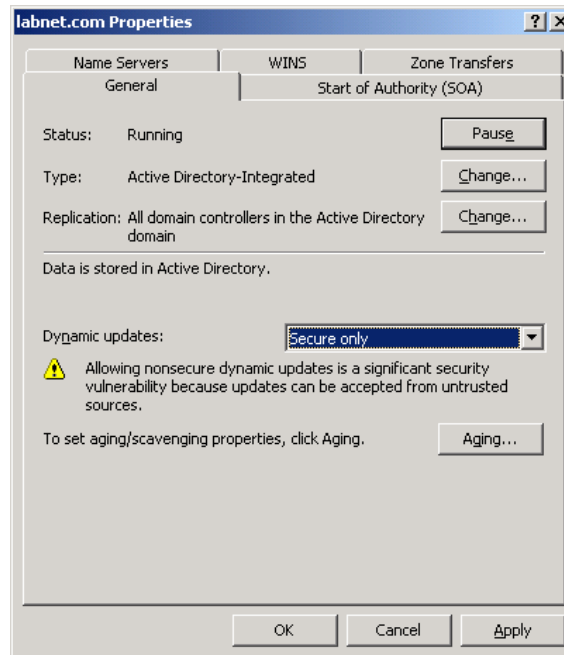 labnet.com Properties
Name Servers
WINS
Zone Transfers
General
Start of Authority (SOA)
Status: Running
Pause
Type: Active Directory-Integrated
Change...
Replication: All domain controllers in the Active Directory
domain
Change...
Data is stored in Active Directory.
Dynamic updates:
Secure only
Allowing nonsecure dynamic updates is a significant security
vulnerability because updates can be accepted from untrusted
sources.
To set aging/scavenging properties, click Aging.
Aging...
OK
Cancel
Apply